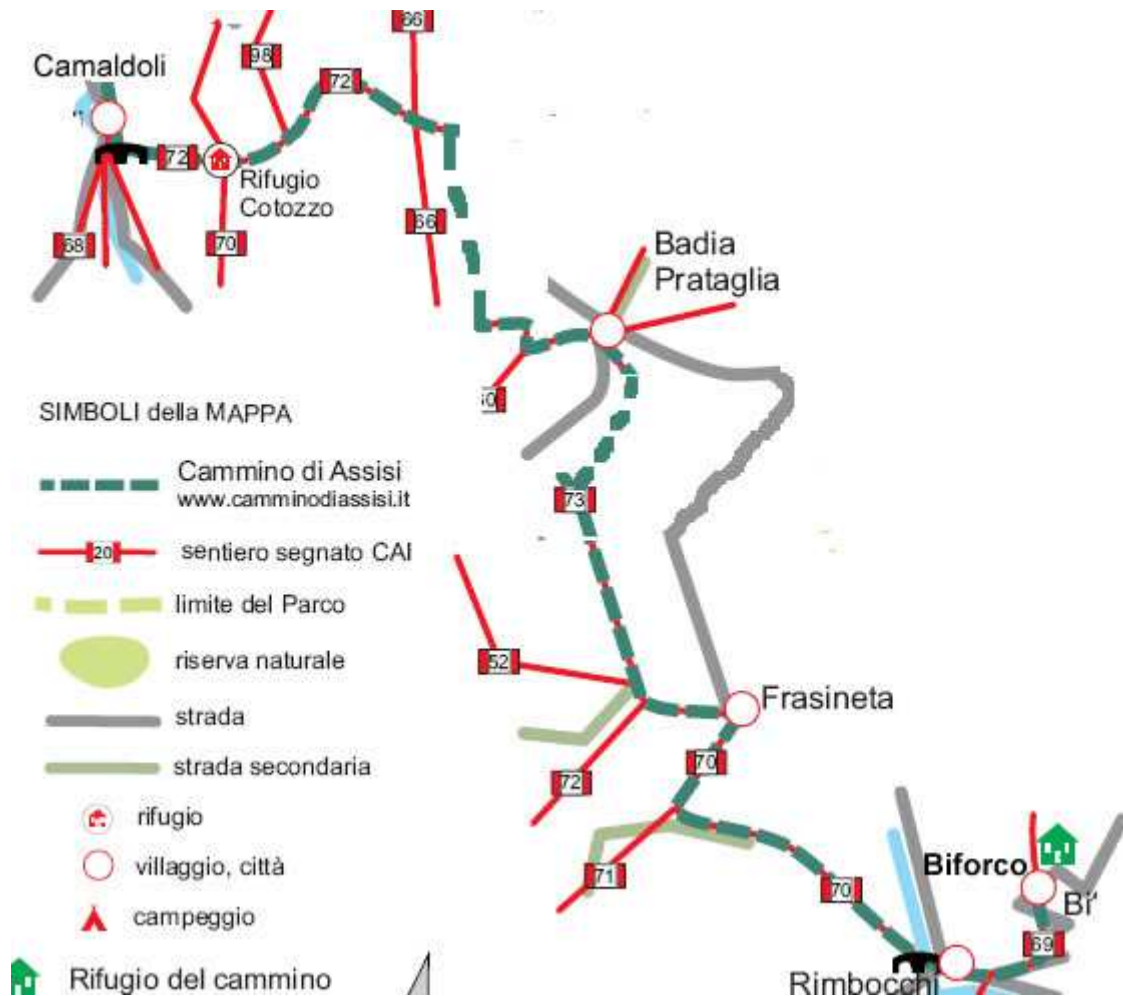 66
98
Camaldoli
72
72
Rifugio
Cotozzo
66
68
70
Badia
Prataglia
SIMBOLI della MAPPA
Cammino di Assisi
www.camminodiassisi.it
73
20
sentiero segnato CAI
limite del Parco
52
riserva naturale
Frasineta
strada
70
strada secondaria
72
rifugio
villaggio, città
71
70
Biforco
Bi'
campeggio
69
Rifugio del cammino
Rimbocchi